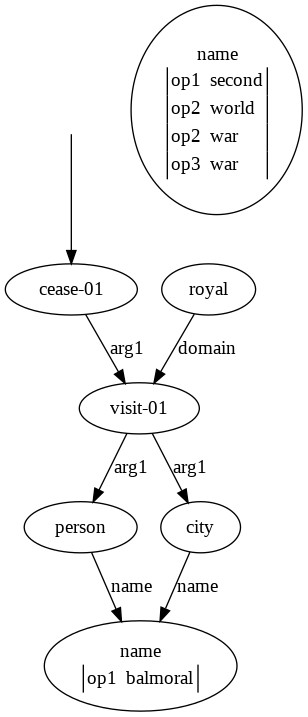 name
op1 second
op2 world
op2 war
op3 war
cease-01
royal
arg1
domain
visit-01
arg1
arg1
person
city
name
name
name
op1 balmoral